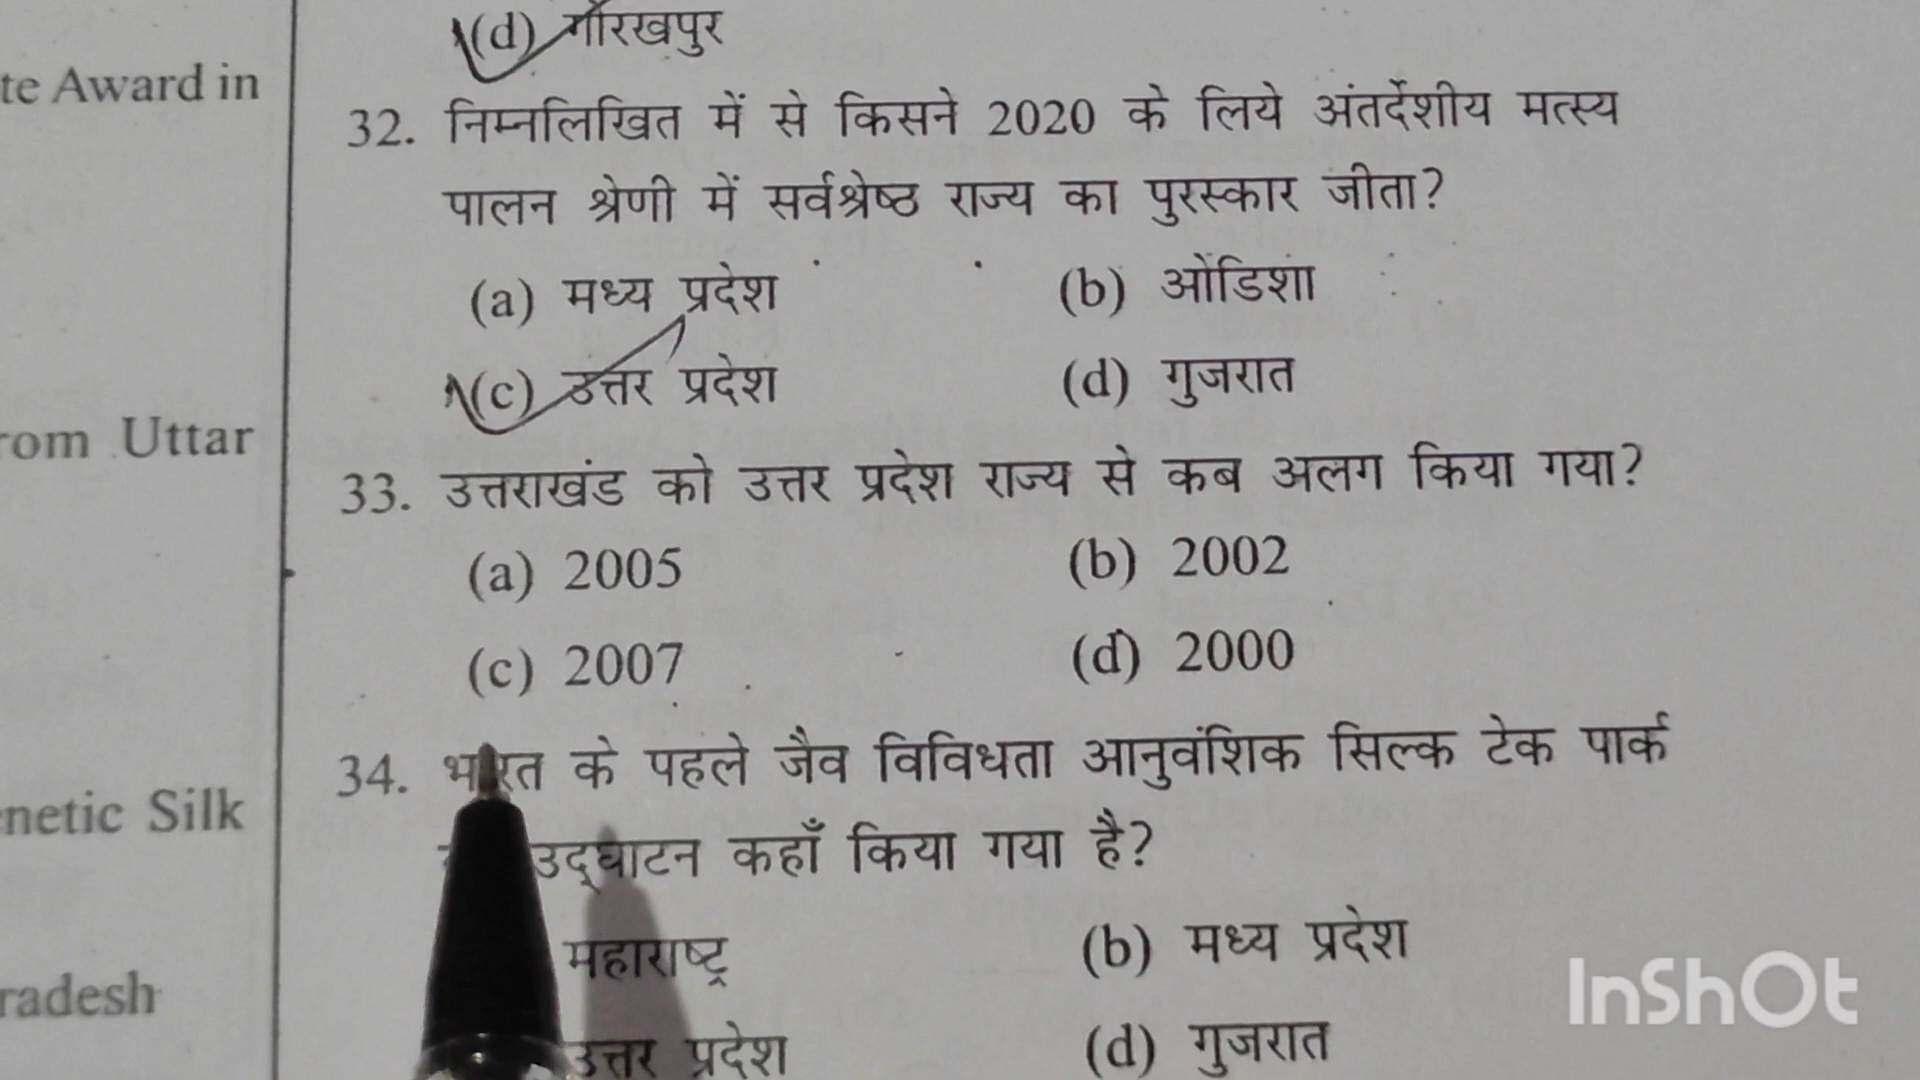 (d) गोरखपुर
te Award in
32. निम्नलिखित में से किसने 2020 के लिये अंतर्देशीय मत्स्य
पालन श्रेणी में सर्वश्रेष्ठ राज्य का पुरस्कार जीता?
(a) मध्य प्रदेश (b) ओडिशा
(c) उत्तर प्रदेश (d) गुजरात
rom Uttar
33. उत्तराखंड को उत्तर प्रदेश राज्य से कब अलग किया गया?
(a) 2005 (b) 2002
(c) 2007 (d) 2000
34. भारत के पहले जैव विविधता आनुवंशिक सिल्क टेक पार्क
netic Silk
उद्घाटन कहाँ किया गया है?
महाराष्ट्र (b) मध्य प्रदेश
radesh
उत्तर प्रदेश (d) गुजरात
InShOt